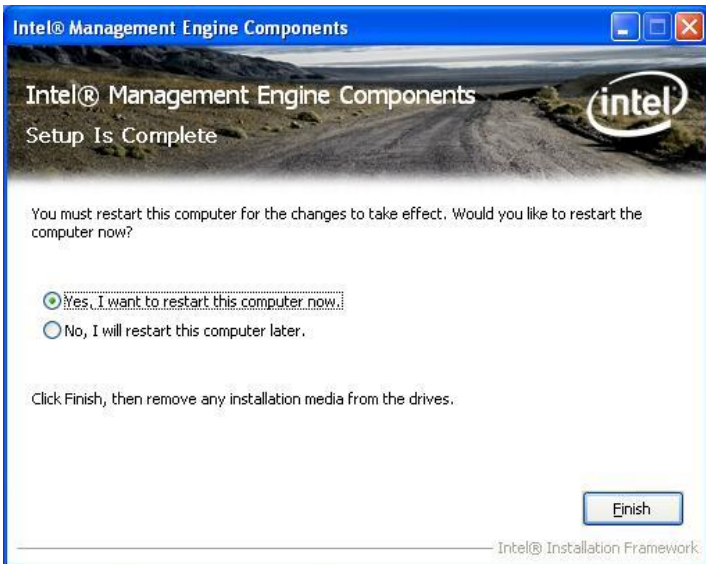 Intel® Management Engine Components
Intel® Management Engine Components
intel
Setup Is Complete
You must restart this computer for the changes to take effect. Would you like to restart the
computer now?
Yes, I want to restart this computer now.
No, I will restart this computer later.
Click Finish, then remove any installation media from the drives.
Finish
Intel® Installation Framework